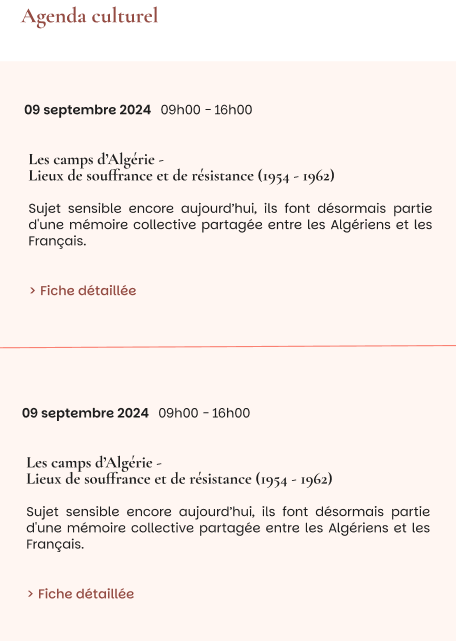 Agenda culturel
09 septembre 2024 09h00 - 16h00
Les camps d'Algérie -
Lieux de souffrance et de résistance (1954 - 1962)
Sujet sensible encore aujourd'hui, ils font désormais partie
d'une mémoire collective partagée entre les Algériens et les
Français.
> Fiche détaillée
09 septembre 2024 09h00 - 16h00
Les camps d'Algérie -
Lieux de souffrance et de résistance (1954 - 1962)
Sujet sensible encore aujourd'hui, ils font désormais partie
d'une mémoire collective partagée entre les Algériens et les
Français.
> Fiche détaillée